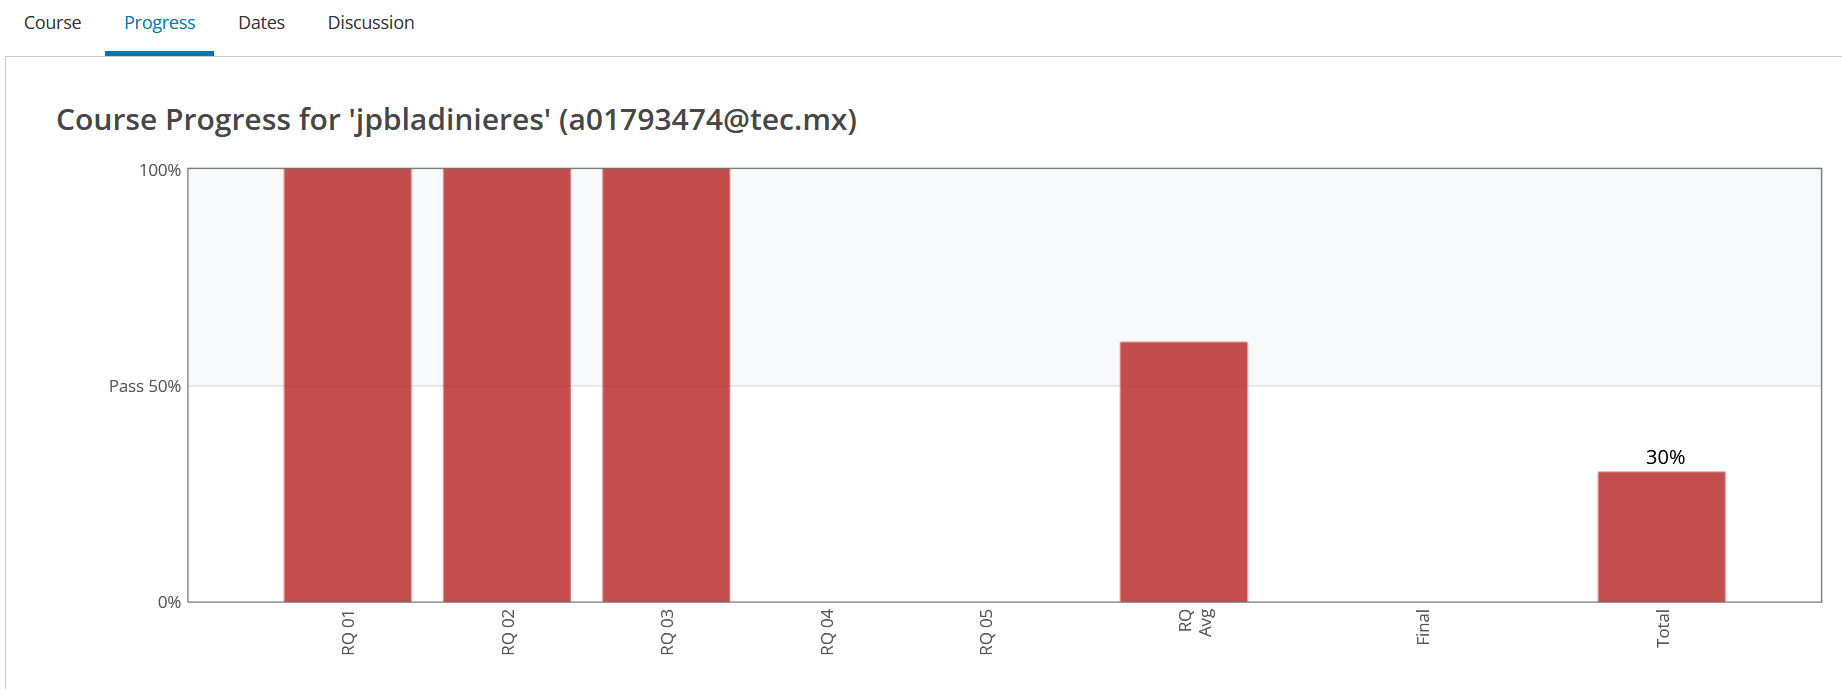 Course Progress Dates Discussion
Course Progress for 'jpbladinieres' (a01793474@tec.mx)
100%
Pass 50%
0%
30%
RQ 01
RQ 02
RQ 03
RQ 04
RQ 05
RQ
Avg
Final
Total